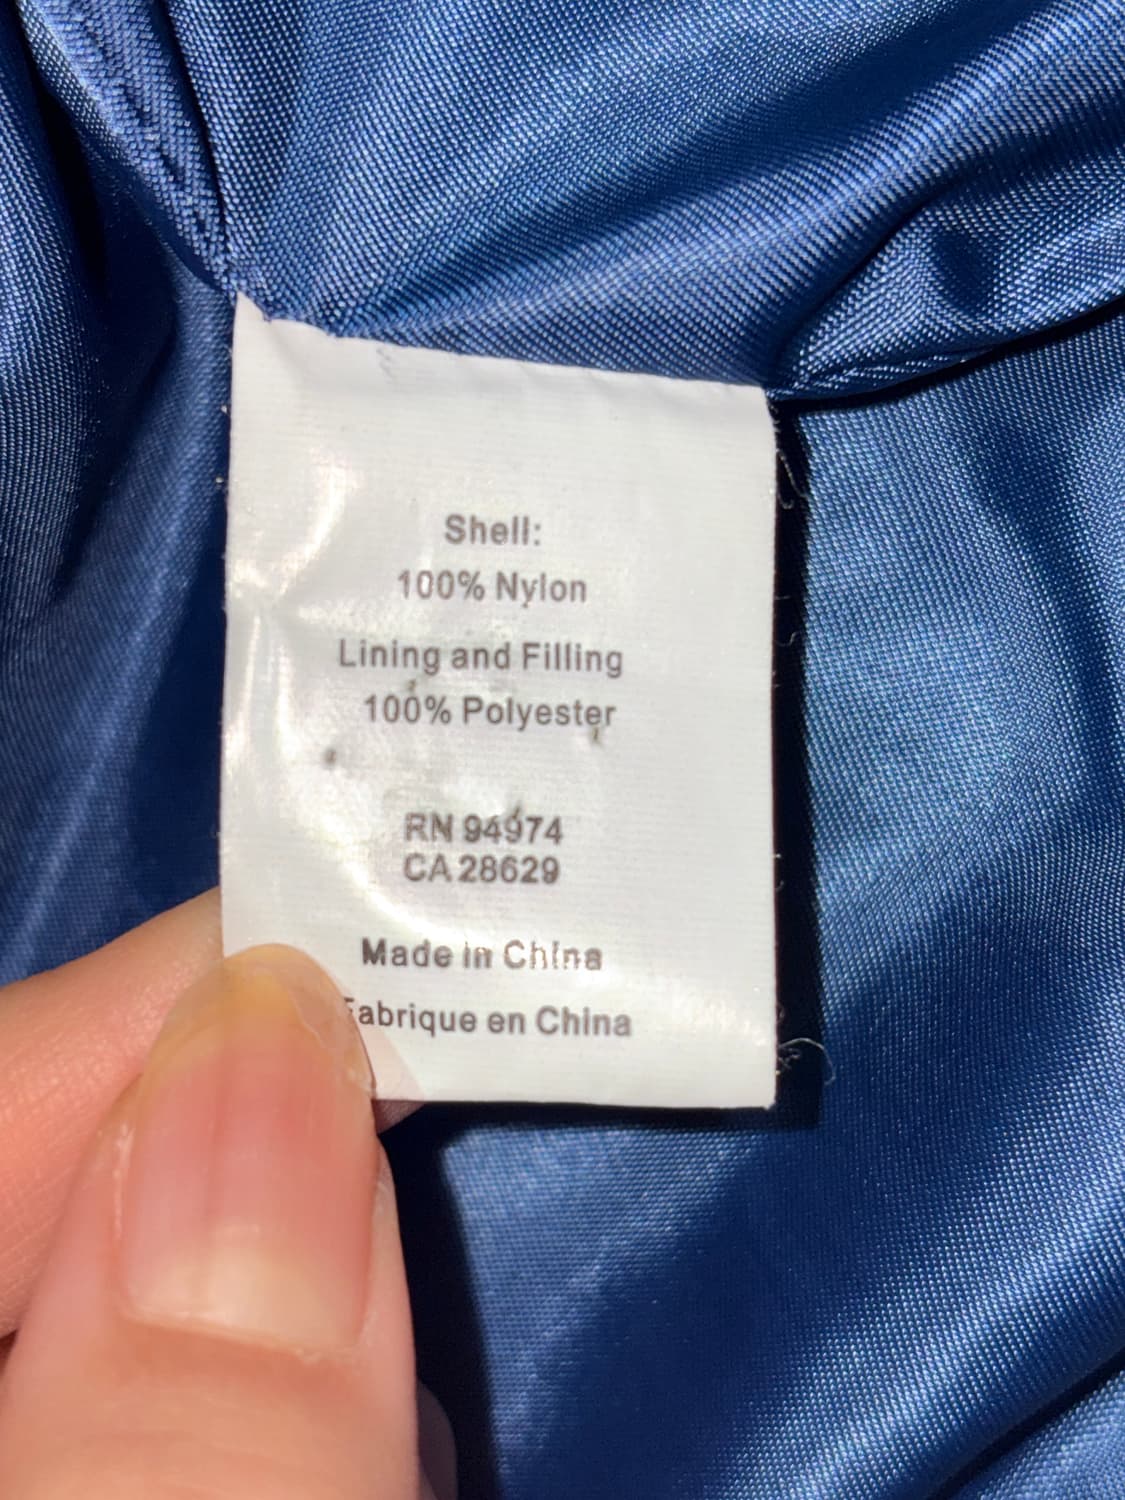 Shell:
100% Nylon
Lining and Filling
100% Polyester
RN 94974
CA 28629
Made in China
Fabrique en China